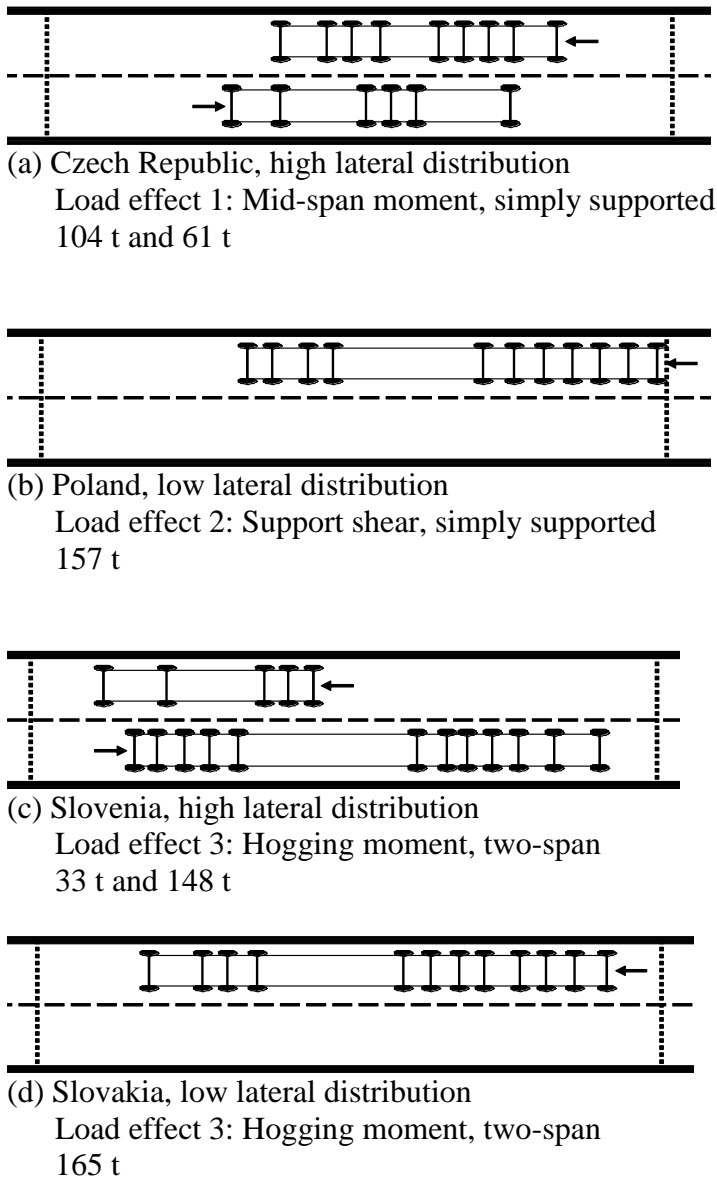 (a) Czech Republic, high lateral distribution
Load effect 1: Mid-span moment, simply supported
104 t and 61 t
(b) Poland, low lateral distribution
Load effect 2: Support shear, simply supported
157 t
(c) Slovenia, high lateral distribution
Load effect 3: Hogging moment, two-span
33 t and 148 t
(d) Slovakia, low lateral distribution
Load effect 3: Hogging moment, two-span
165 t